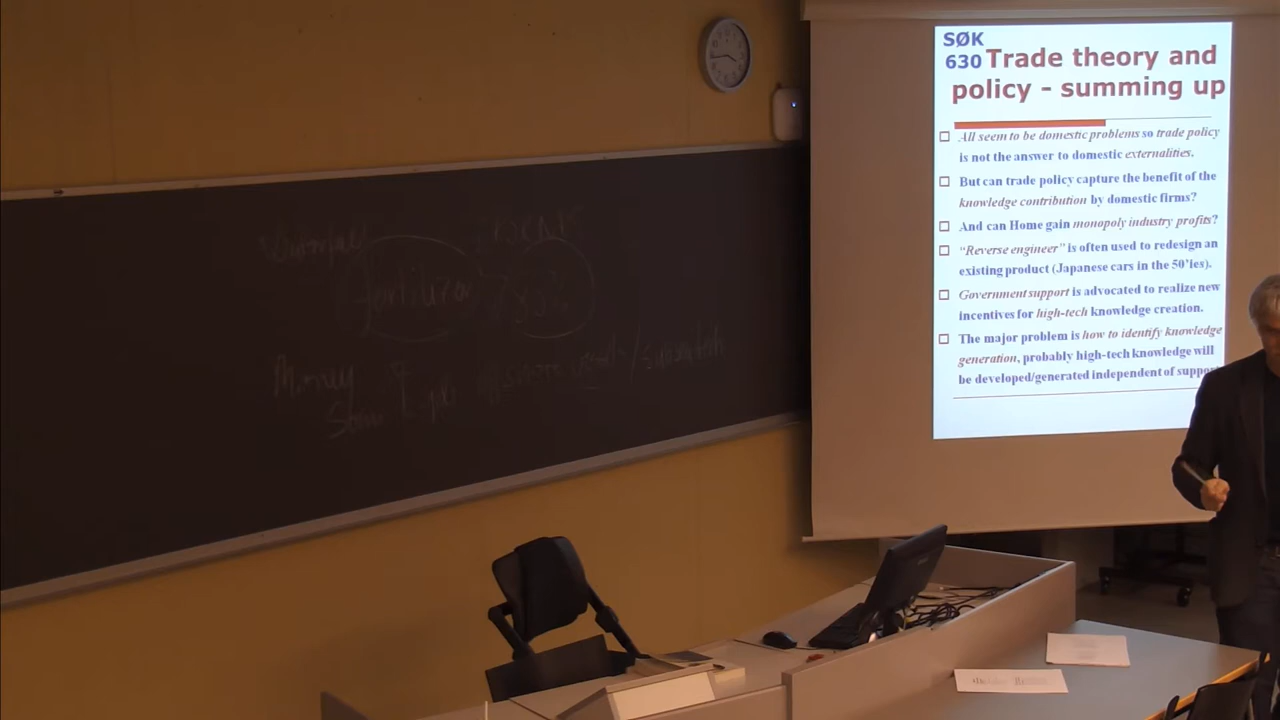 SØK
630 Trade theory and
policy - summing up
All seem to be domestic problems so trade policy
is not the answer to domestic externalities.
But can trade policy capture the benefit of the
knowledge contribution by domestic firms?
And can Home gain monopoly industry profits?
“Reverse engineer” is often used to redesign an
existing product (Japanese cars in the 50’ies).
Government support is advocated to realize new
incentives for high-tech knowledge creation.
The major problem is how to identify knowledge
generation, probably high-tech knowledge will
be developed/generated independent of suppor
Money